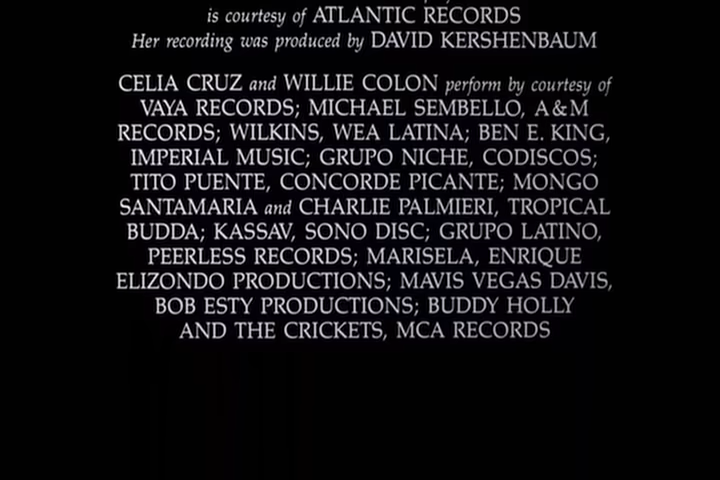 is courtesy of ATLANTIC RECORDS
Her recording was produced by DAVID KERSHENBAUM
CELIA CRUZ and WILLIE COLON perform by courtesy of
VAYA RECORDS; MICHAEL SEMBELLO, A&M
RECORDS; WILKINS, WEA LATINA; BEN E. KING,
IMPERIAL MUSIC; GRUPO NICHE, CODISCOS;
TITO PUENTE, CONCORDE PICANTE; MONGO
SANTAMARIA and CHARLIE PALMIERI, TROPICAL
BUDDA; KASSAV, SONO DISC; GRUPO LATINO,
PEERLESS RECORDS; MARISELA, ENRIQUE
ELIZONDO PRODUCTIONS; MAVIS VEGAS DAVIS,
BOB ESTY PRODUCTIONS; BUDDY HOLLY
AND THE CRICKETS, MCA RECORDS